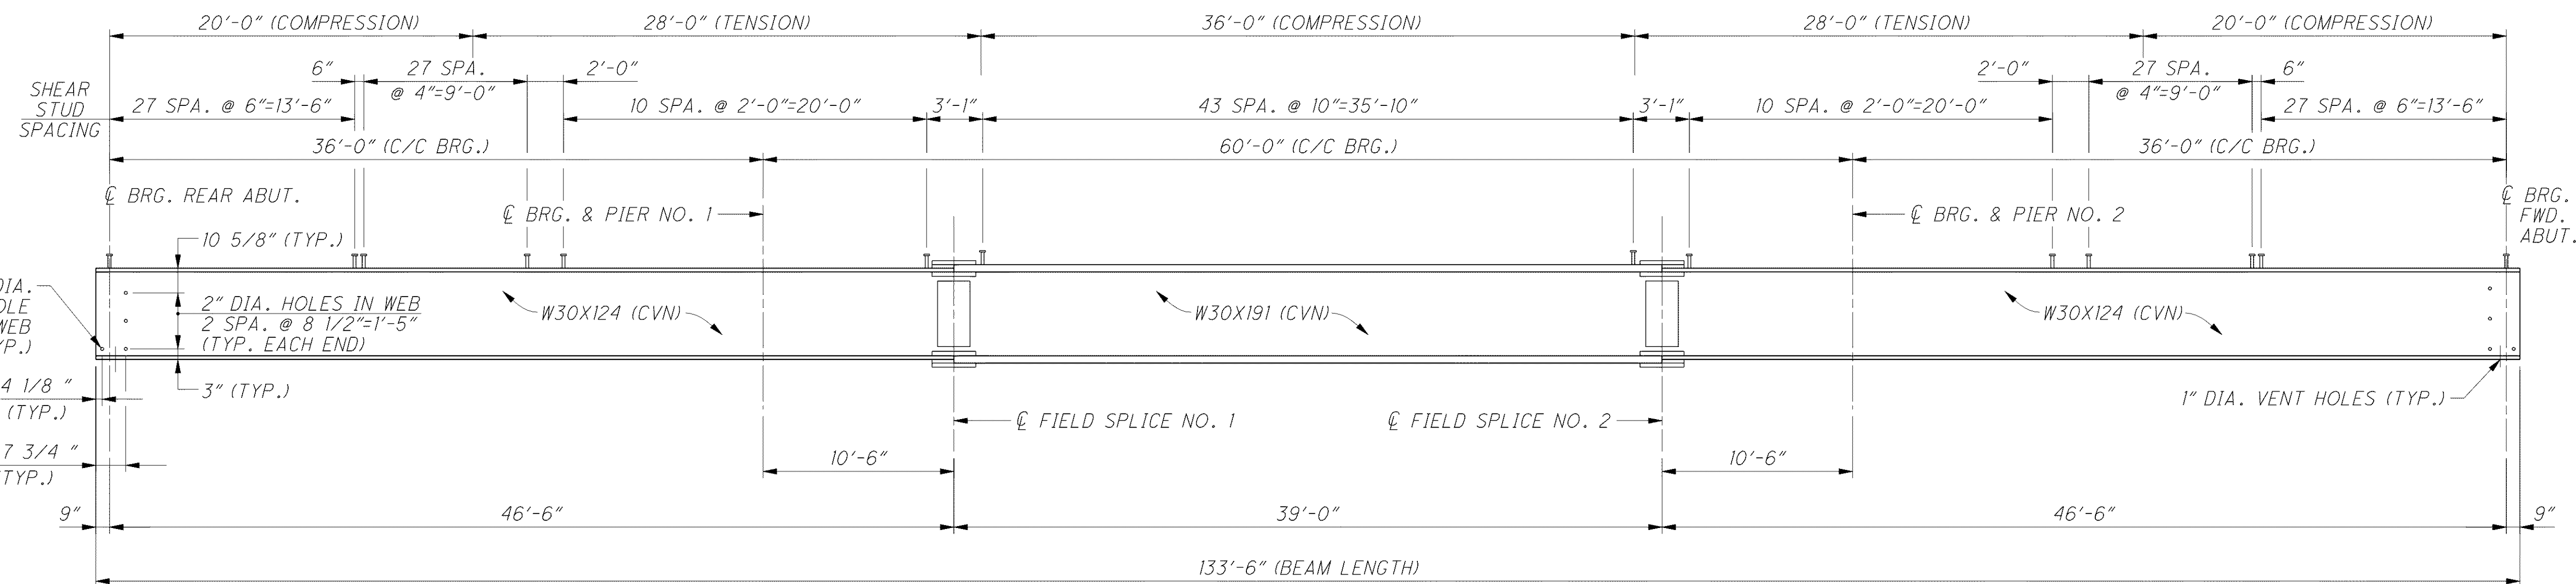 20'-0" (COMPRESSION)
28'-0" (TENSION)
36'-0" (COMPRESSION)
28'-0" (TENSION)
20'-0" (COMPRESSION)
6"
27 SPA.
@ 4"=9'-0"
2'-0"
2'-0"
27 SPA.
@ 4"=9'-0"
6"
SHEAR
STUD
SPACING
27 SPA. @ 6"=13'-6"
10 SPA. @ 2'-0"=20'-0"
3'-1"
43 SPA. @ 10"=35'-10"
3'-1"
10 SPA. @ 2'-0"=20'-0"
27 SPA. @ 6"=13'-6"
36'-0" (C/C BRG.)
60'-0" (C/C BRG.)
36'-0" (C/C BRG.)
℄ BRG. REAR ABUT.
℄ BRG. & PIER NO. 1
℄ BRG. & PIER NO. 2
℄ BRG.
FWD.
ABUT.
10 5/8" (TYP.)
DIA.
2" DIA. HOLES IN WEB
2 SPA. @ 8 1/2"=1'-5"
(TYP. EACH END)
W30X124 (CVN)
W30X191 (CVN)
W30X124 (CVN)
3" (TYP.)
4 1/8 "
(TYP.)
1" DIA. VENT HOLES (TYP.)
℄ FIELD SPLICE NO. 1
℄ FIELD SPLICE NO. 2
7 3/4 "
TYP.)
10'-6"
10'-6"
9"
46'-6"
39'-0"
46'-6"
9"
133'-6" (BEAM LENGTH)